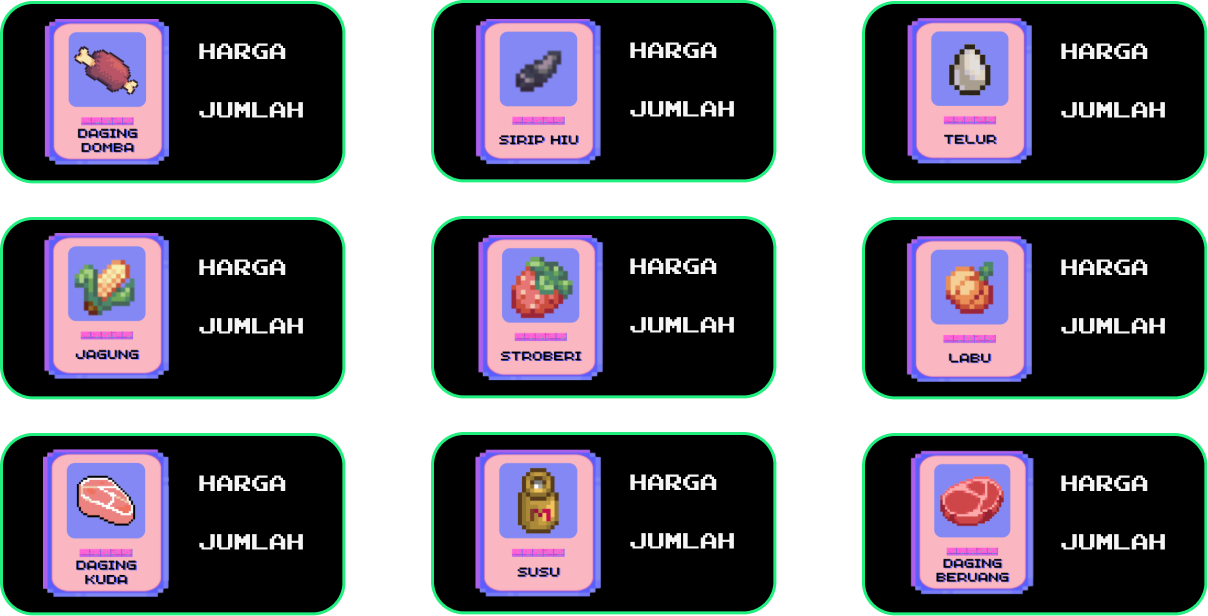 HARGA
JUMLAH
DAGING
DOMBA
HARGA
JUMLAH
SIRIP HIU
HARGA
JUMLAH
TELUR
HARGA
JUMLAH
JAGUNG
HARGA
JUMLAH
STROBERI
HARGA
JUMLAH
LABU
HARGA
JUMLAH
DAGING
KUDA
HARGA
JUMLAH
M
SUSU
HARGA
JUMLAH
DAGING
BERUANG